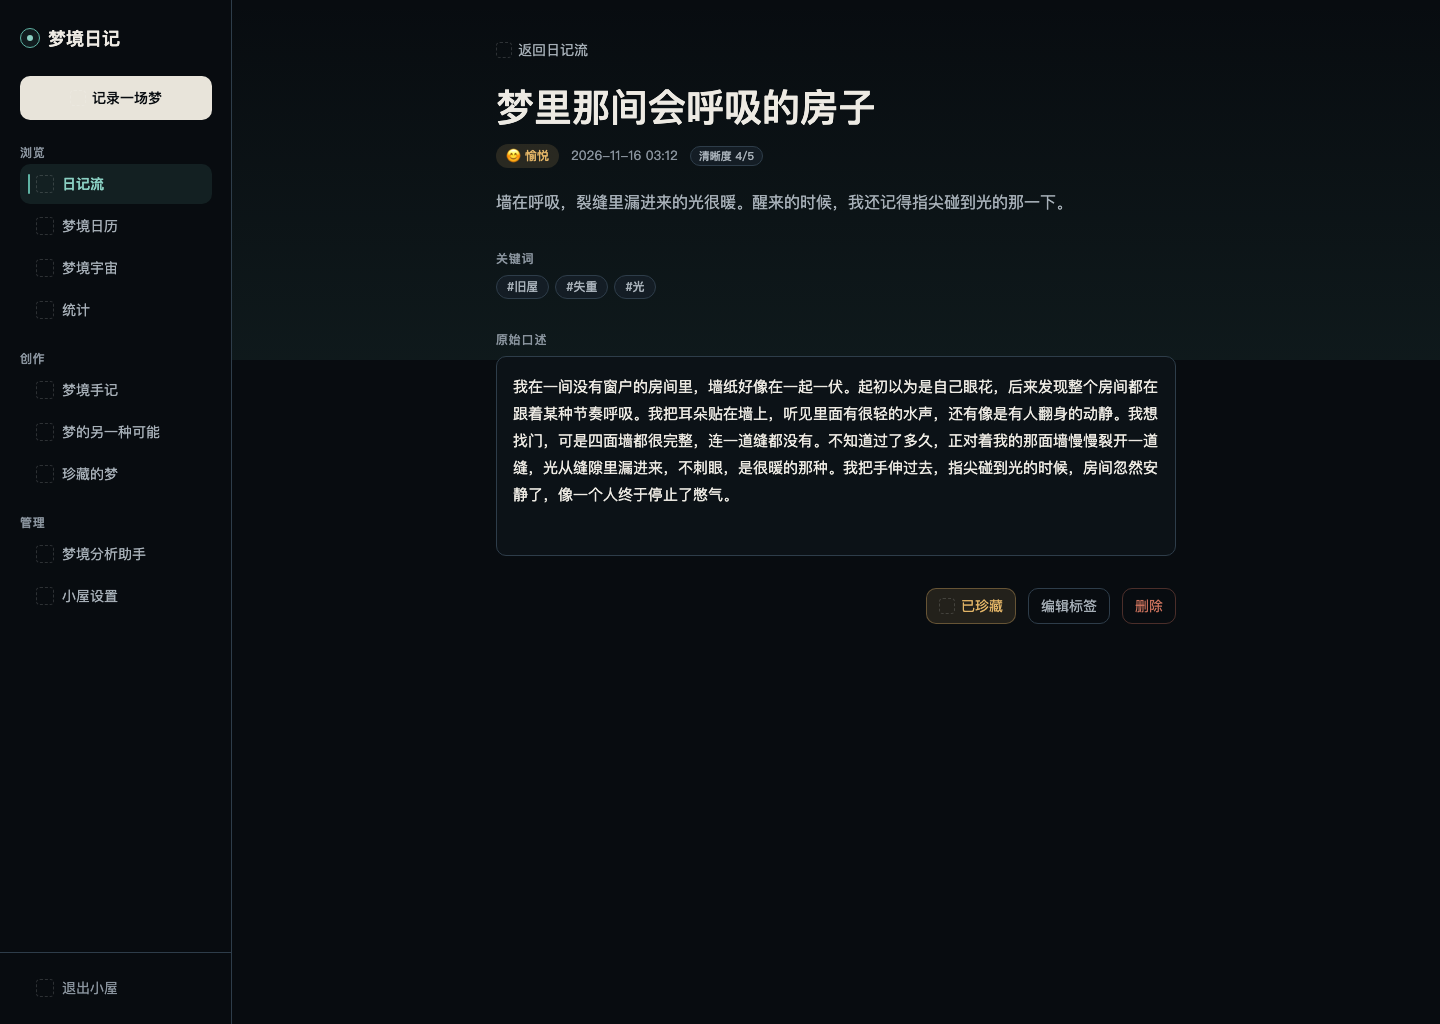 梦境日记
记录一场梦
浏览
日记流
梦境日历
梦境宇宙
统计
创作
梦境手记
梦的另一种可能
珍藏的梦
管理
梦境分析助手
小屋设置
退出小屋
返回日记流
梦里那间会呼吸的房子
😊 愉悦 2026-11-16 03:12 清晰度 4/5
墙在呼吸，裂缝里漏进来的光很暖。醒来的时候，我还记得指尖碰到光的那一下。
关键词
#旧屋 #失重 #光
原始口述
我在一间没有窗户的房间里，墙纸好像在一起一伏。起初以为是自己眼花，后来发现整个房间都在
跟着某种节奏呼吸。我把耳朵贴在墙上，听见里面有很轻的水声，还有像是有人翻身的动静。我想
找门，可是四面墙都很完整，连一道缝都没有。不知道过了多久，正对着我的那面墙慢慢裂开一道
缝，光从缝隙里漏进来，不刺眼，是很暖的那种。我把手伸过去，指尖碰到光的时候，房间忽然安
静了，像一个人终于停止了憋气。
已珍藏 编辑标签 删除